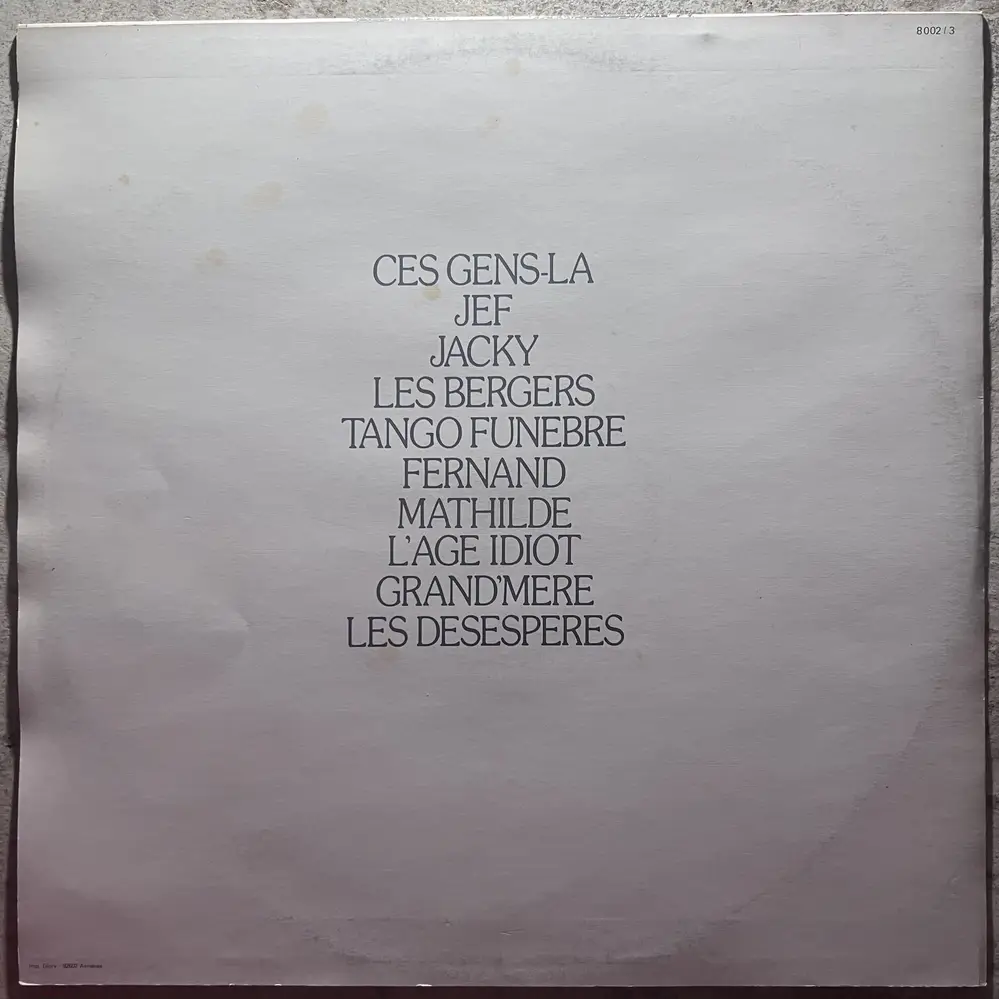 8002/3
CES GENS-LA
JEF
JACKY
LES BERGERS
TANGO FUNEBRE
FERNAND
MATHILDE
L'AGE IDIOT
GRAND'MERE
LES DESESPERES